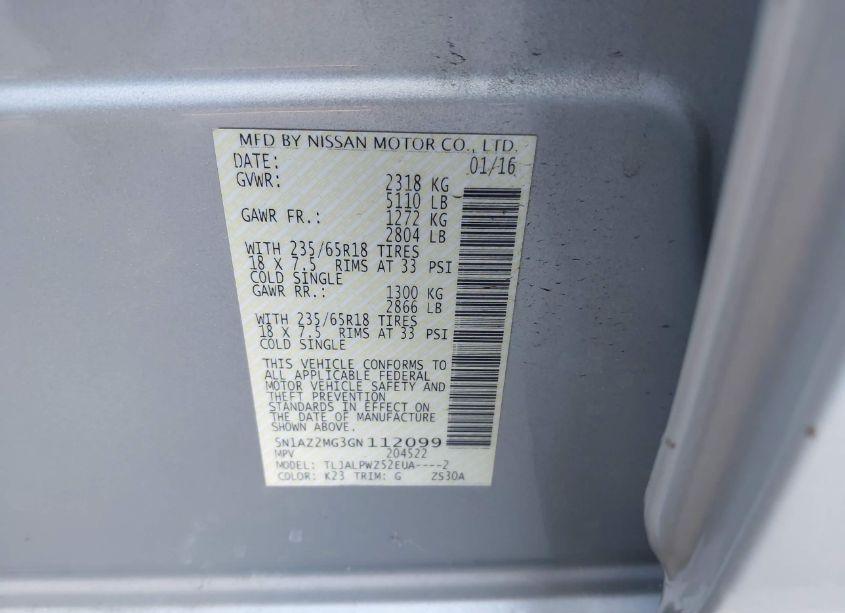 MFD BY NISSAN MOTOR CO., LTD.
DATE: 01/16
GVWR: 2318 KG
5110 LB
GAWR FR.: 1272 KG
2804 LB
WITH 235/65R18 TIRES
18 X 7.5 RIMS AT 33 PSI
COLD SINGLE
GAWR RR.: 1300 KG
2866 LB
WITH 235/65R18 TIRES
18 X 7.5 RIMS AT 33 PSI
COLD SINGLE
THIS VEHICLE CONFORMS TO
ALL APPLICABLE FEDERAL
MOTOR VEHICLE SAFETY AND
THEFT PREVENTION
STANDARDS IN EFFECT ON
THE DATE OF MANUFACTURE
SHOWN ABOVE.
5N1AZ2MG3GN112099
MPV 204522
MODEL: TLJALPWZ52EUA----2
COLOR: K23 TRIM: G Z530A